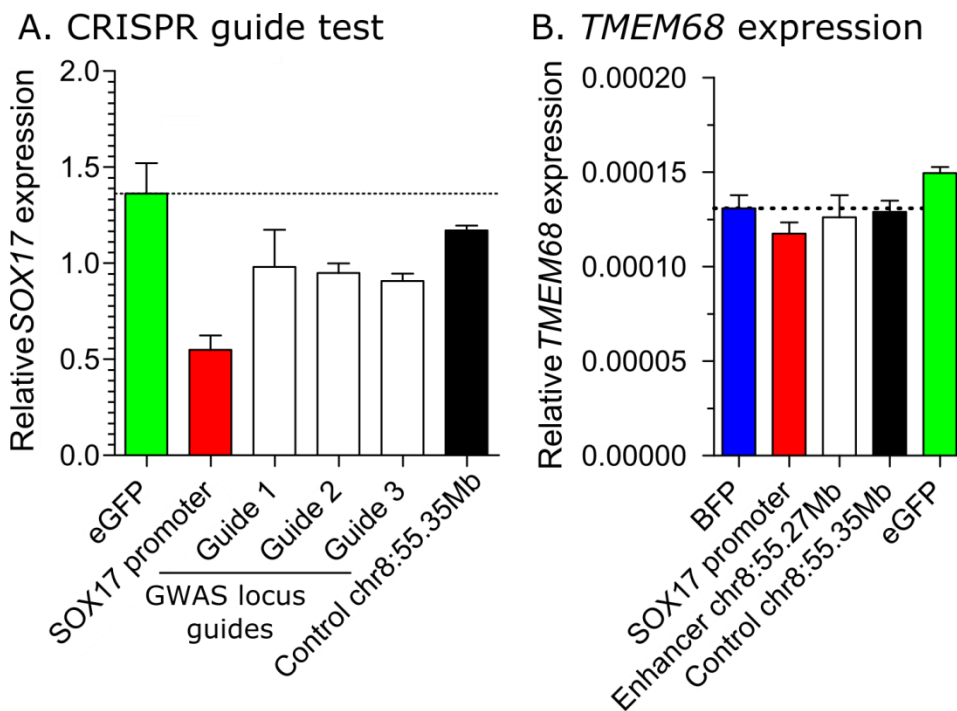 A. CRISPR guide test
Relative SOX17 expression
2.0
1.5
1.0
0.5
0.0
eGFP
SOX17 promoter
Guide 1
Guide 2
Guide 3
Control chr8:55.35Mb
GWAS locus
guides
B. TMEM68 expression
Relative TMEM68 expression
0.00020
0.00015
0.00010
0.00005
0.00000
BFP
SOX17 promoter
Enhancer chr8:55.27Mb
Control chr8:55.35Mb
eGFP